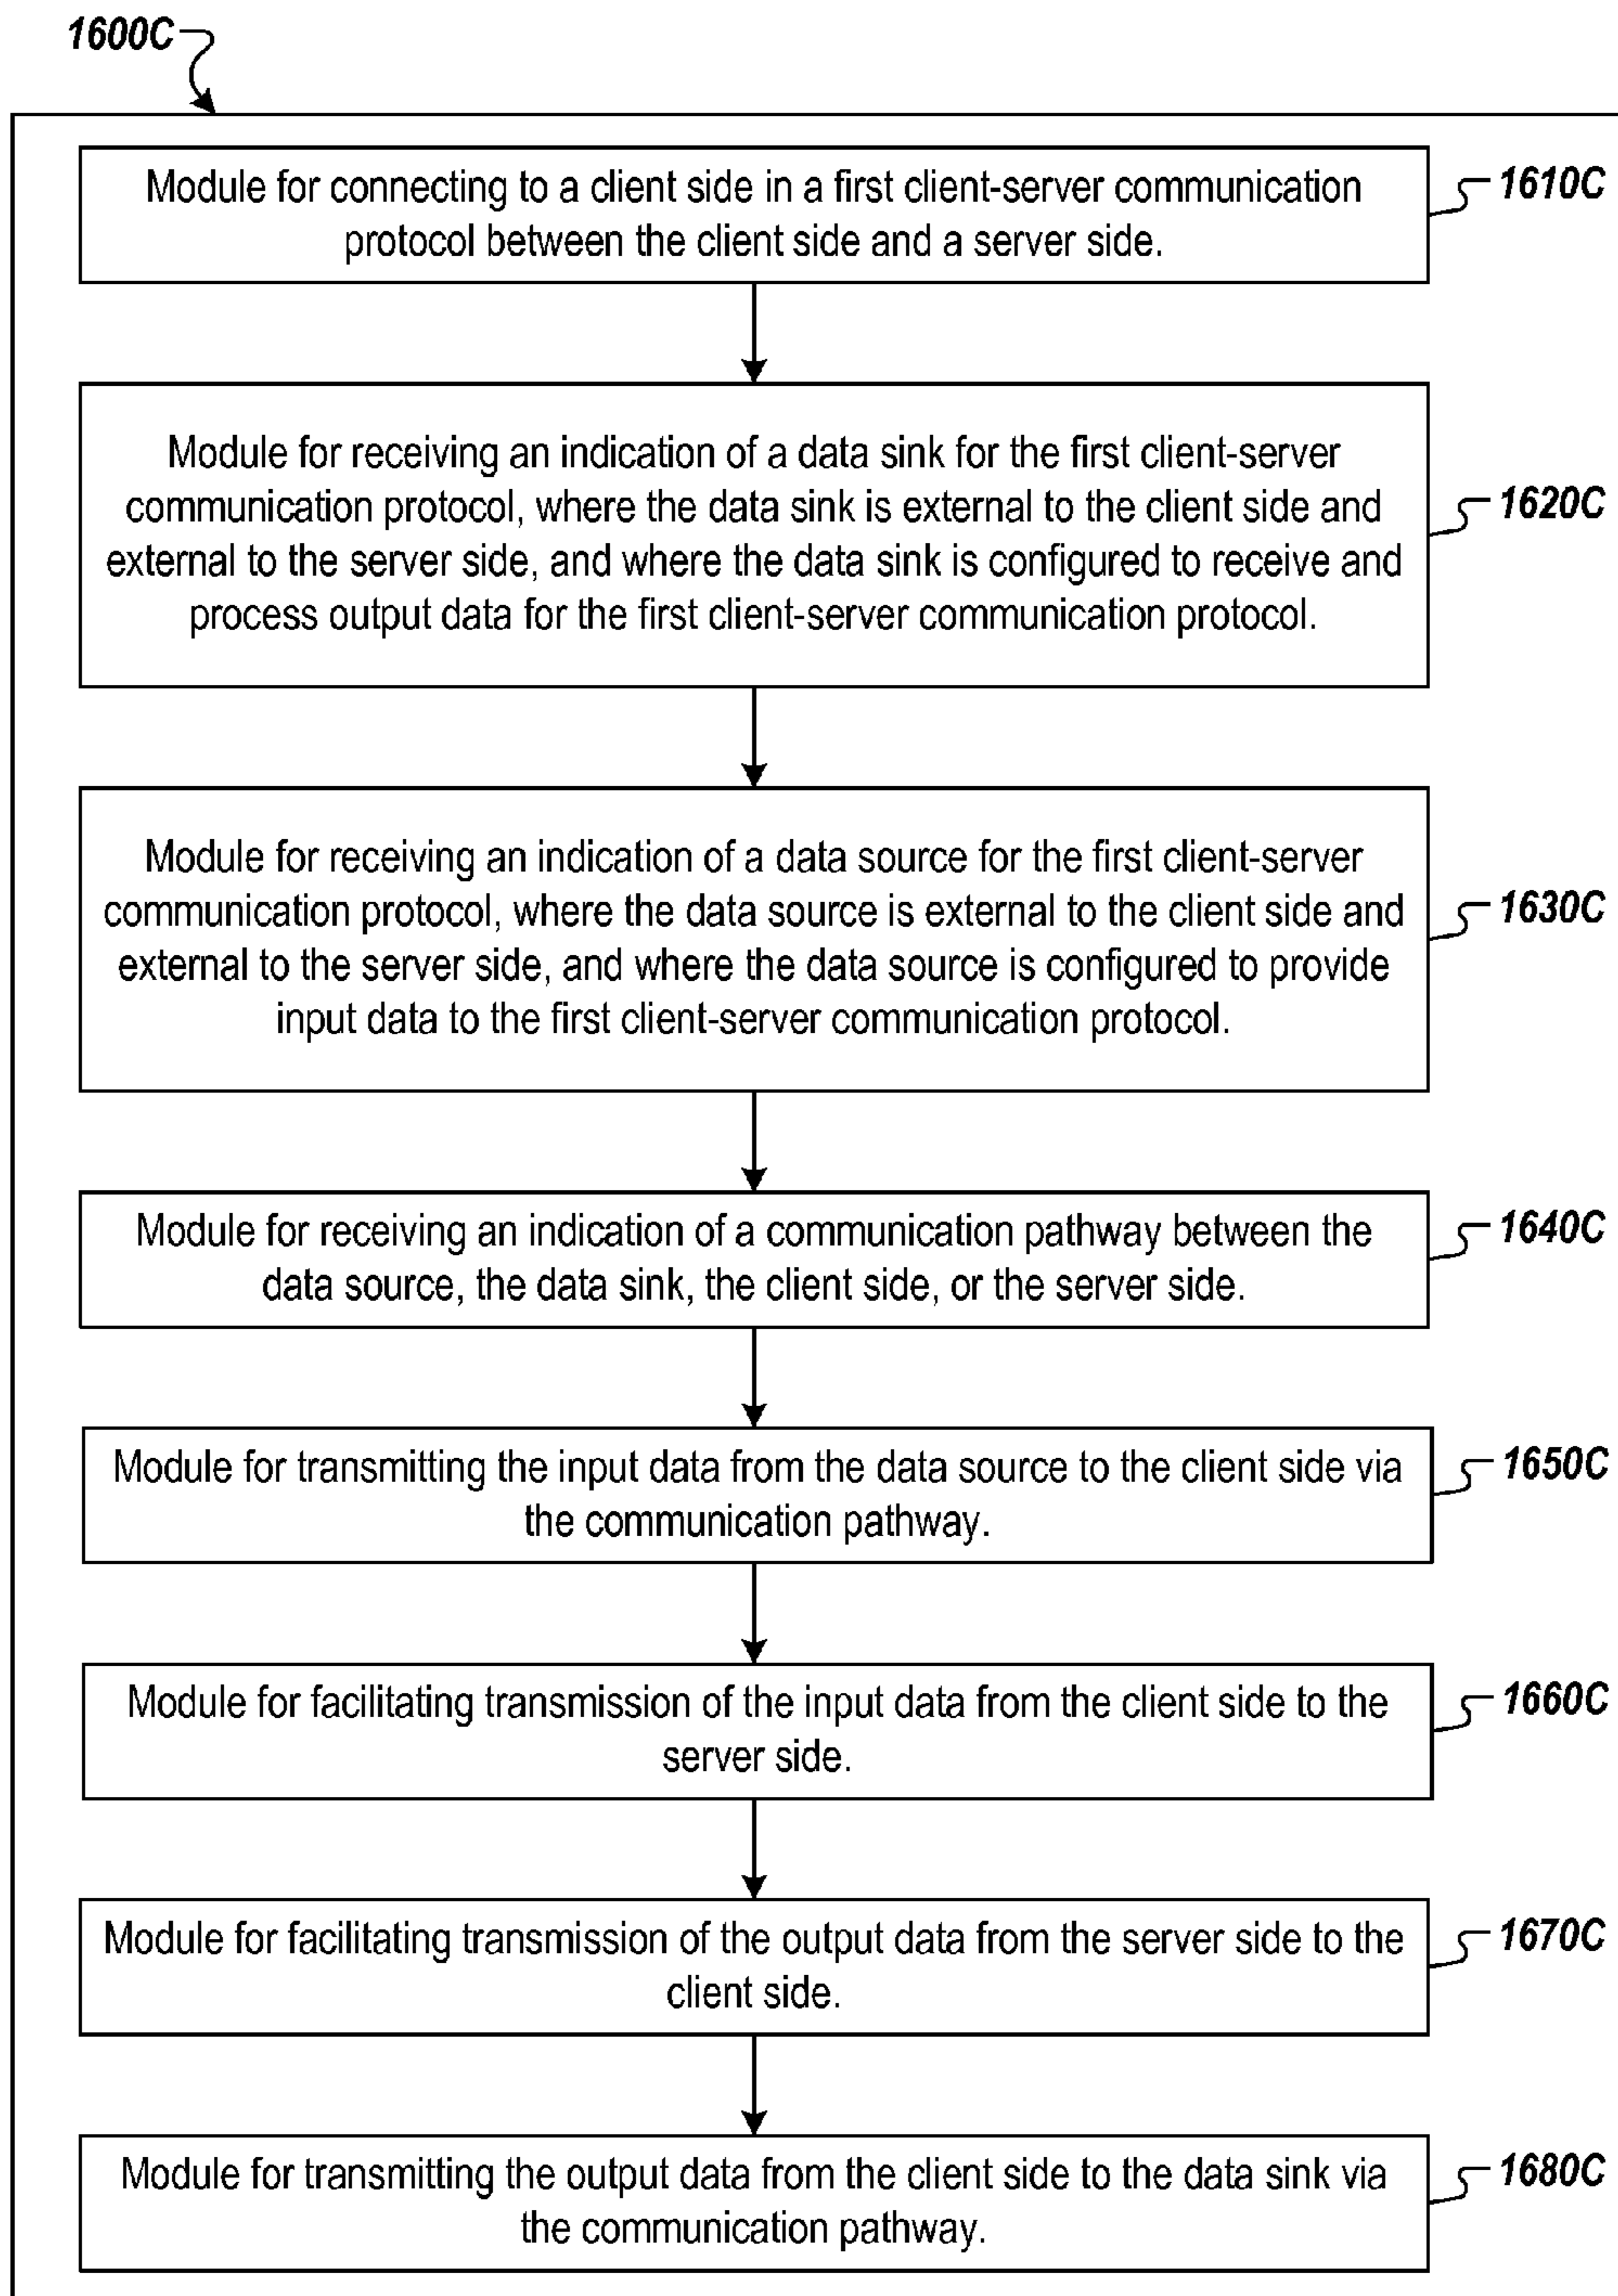 1600C
Module for connecting to a client side in a first client-server communication
protocol between the client side and a server side.
1610C
Module for receiving an indication of a data sink for the first client-server
communication protocol, where the data sink is external to the client side and
external to the server side, and where the data sink is configured to receive and
process output data for the first client-server communication protocol.
1620C
Module for receiving an indication of a data source for the first client-server
communication protocol, where the data source is external to the client side and
external to the server side, and where the data source is configured to provide
input data to the first client-server communication protocol.
1630C
Module for receiving an indication of a communication pathway between the
data source, the data sink, the client side, or the server side.
1640C
Module for transmitting the input data from the data source to the client side via
the communication pathway.
1650C
Module for facilitating transmission of the input data from the client side to the
server side.
1660C
Module for facilitating transmission of the output data from the server side to the
client side.
1670C
Module for transmitting the output data from the client side to the data sink via
the communication pathway.
1680C